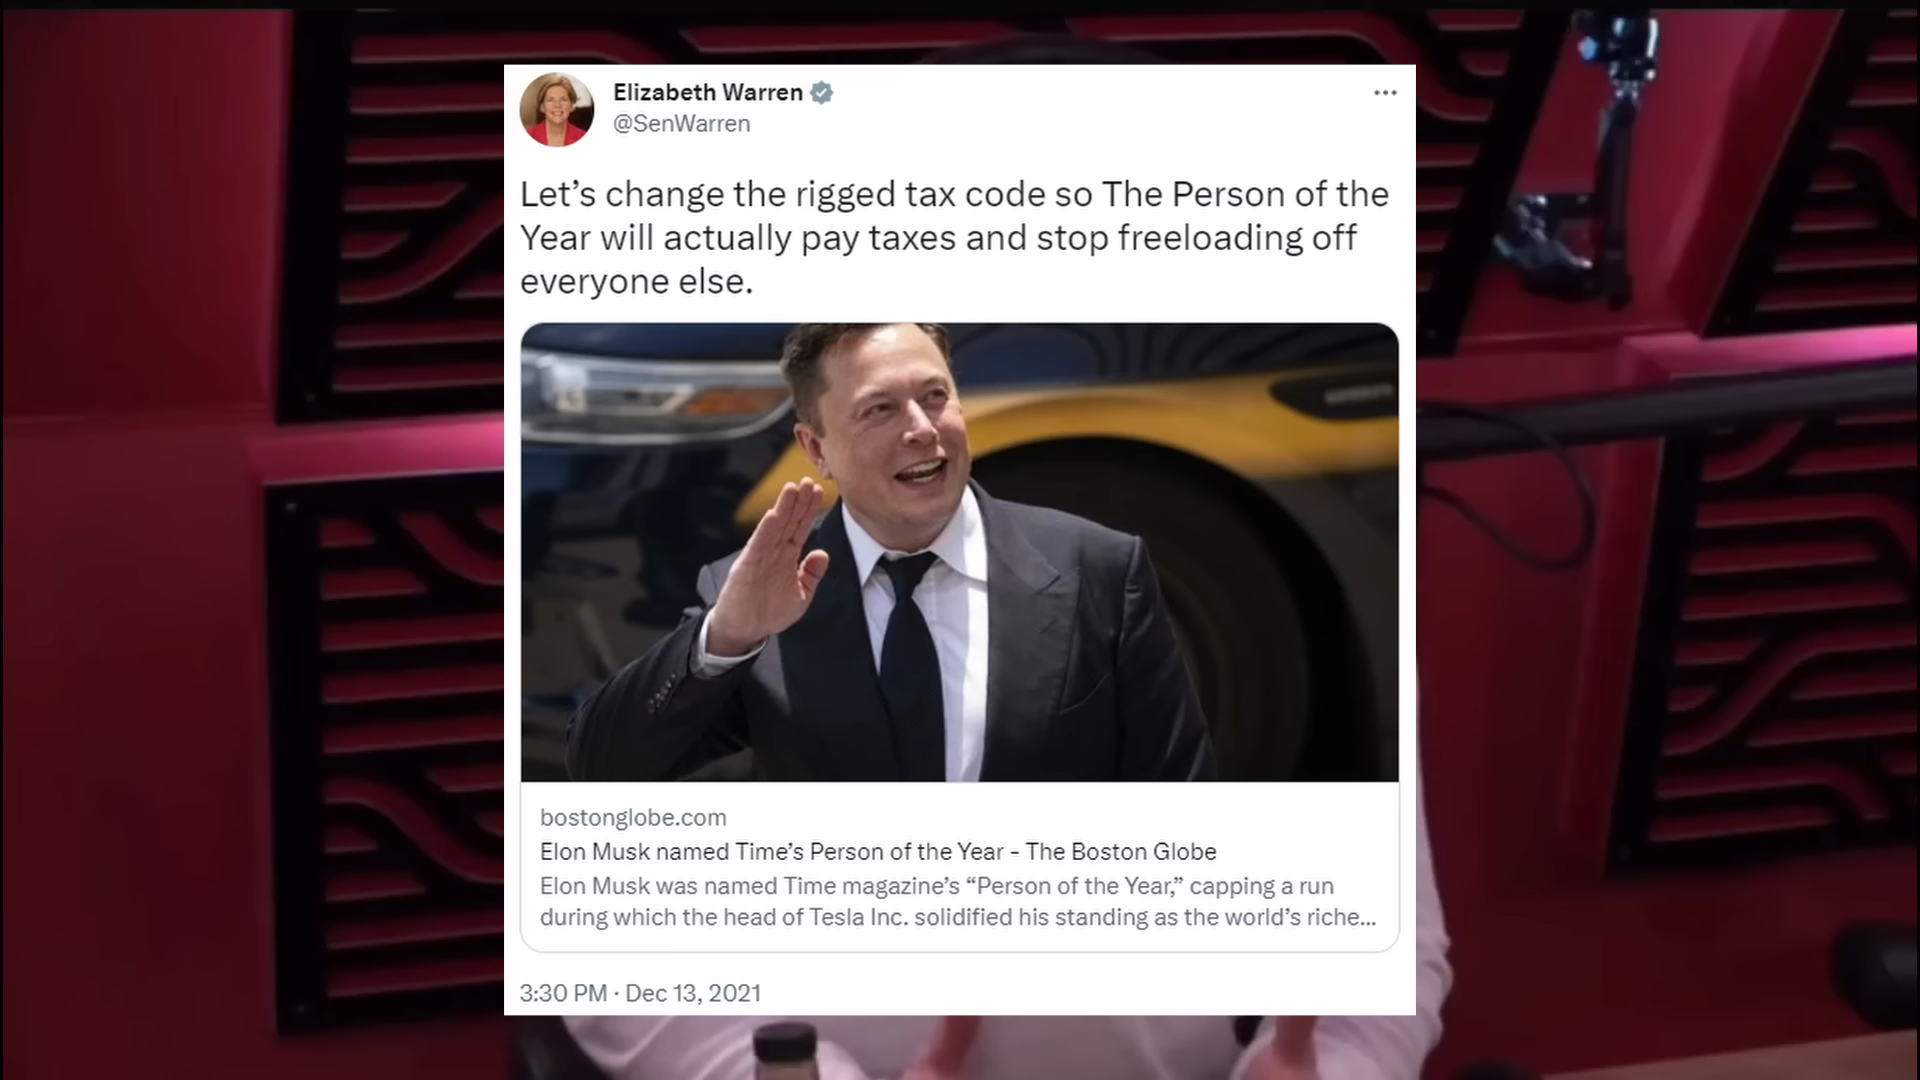 Elizabeth Warren
@SenWarren
Let’s change the rigged tax code so The Person of the
Year will actually pay taxes and stop freeloading off
everyone else.
bostonglobe.com
Elon Musk named Time’s Person of the Year - The Boston Globe
Elon Musk was named Time magazine’s “Person of the Year,” capping a run
during which the head of Tesla Inc. solidified his standing as the world’s riche...
3:30 PM · Dec 13, 2021